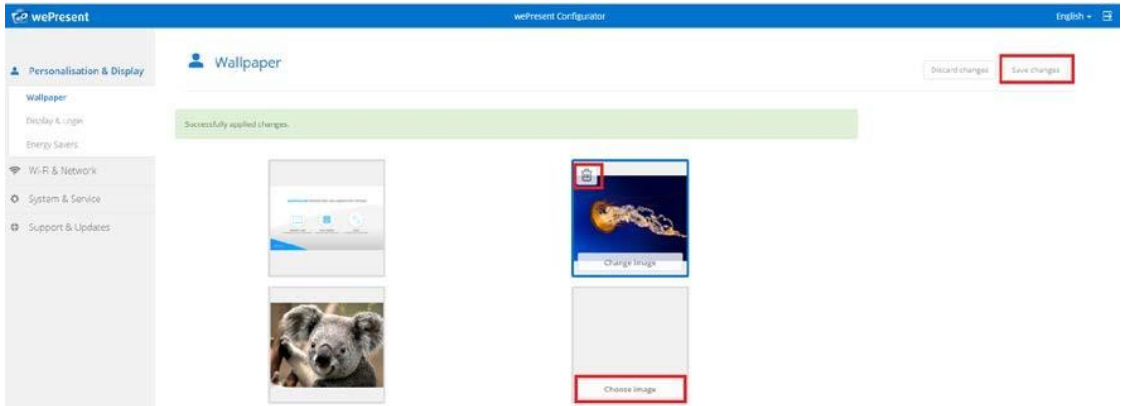 wePresent
wePresent Configurator
English
Personalisation & Display
Wallpaper
Display & Login
Energy Savers
Wi-Fi & Network
System & Service
Support & Updates
Wallpaper
Discard changes
Save changes
Successfully applied changes.
Change image
Choose image